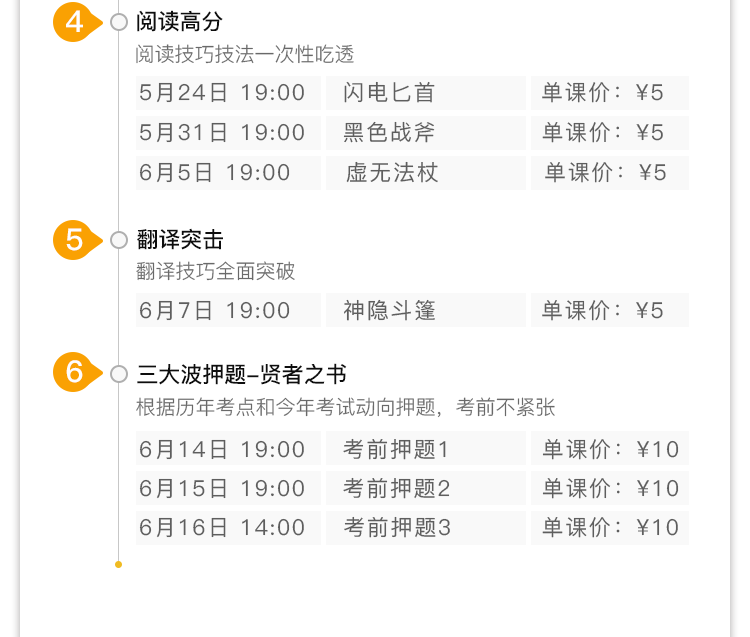 4 阅读高分
阅读技巧技法一次性吃透
5月24日 19:00 闪电匕首 单课价：¥5
5月31日 19:00 黑色战斧 单课价：¥5
6月5日 19:00 虚无法杖 单课价：¥5
5 翻译突击
翻译技巧全面突破
6月7日 19:00 神隐斗篷 单课价：¥5
6 三大波押题–贤者之书
根据历年考点和今年考试动向押题，考前不紧张
6月14日 19:00 考前押题1 单课价：¥10
6月15日 19:00 考前押题2 单课价：¥10
6月16日 14:00 考前押题3 单课价：¥10